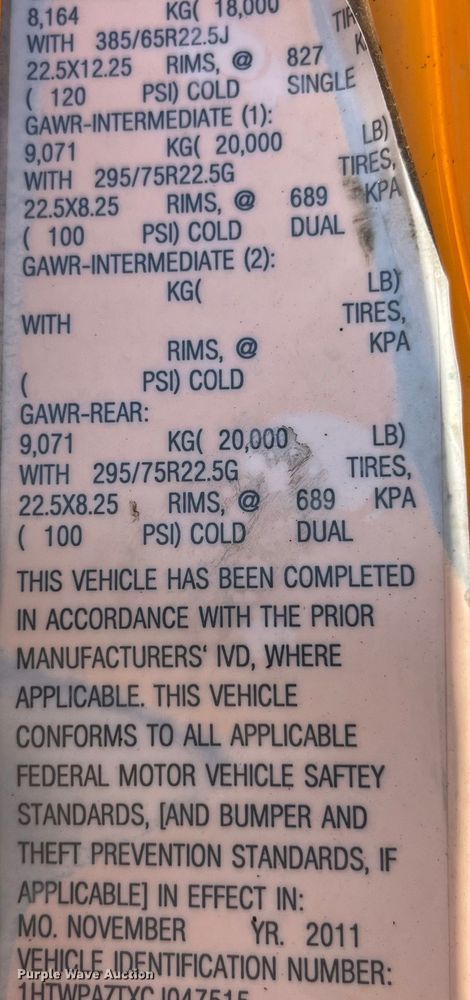 8,164 KG( 18,000
WITH 385/65R22.5J TIR
22.5X12.25 RIMS, @ 827 K
( 120 PSI) COLD SINGLE
GAWR-INTERMEDIATE (1):
9,071 KG( 20,000 LB)
WITH 295/75R22.5G TIRES,
22.5X8.25 RIMS, @ 689 KPA
( 100 PSI) COLD DUAL
GAWR-INTERMEDIATE (2):
KG( LB)
WITH TIRES,
RIMS, @ KPA
( PSI) COLD
GAWR-REAR:
9,071 KG( 20,000 LB)
WITH 295/75R22.5G TIRES,
22.5X8.25 RIMS, @ 689 KPA
( 100 PSI) COLD DUAL
THIS VEHICLE HAS BEEN COMPLETED
IN ACCORDANCE WITH THE PRIOR
MANUFACTURERS' IVD, WHERE
APPLICABLE. THIS VEHICLE
CONFORMS TO ALL APPLICABLE
FEDERAL MOTOR VEHICLE SAFTEY
STANDARDS, [AND BUMPER AND
THEFT PREVENTION STANDARDS, IF
APPLICABLE] IN EFFECT IN:
MO. NOVEMBER YR. 2011
VEHICLE IDENTIFICATION NUMBER:
1HTWPAZTXCJ047515
Purple Wave Auction